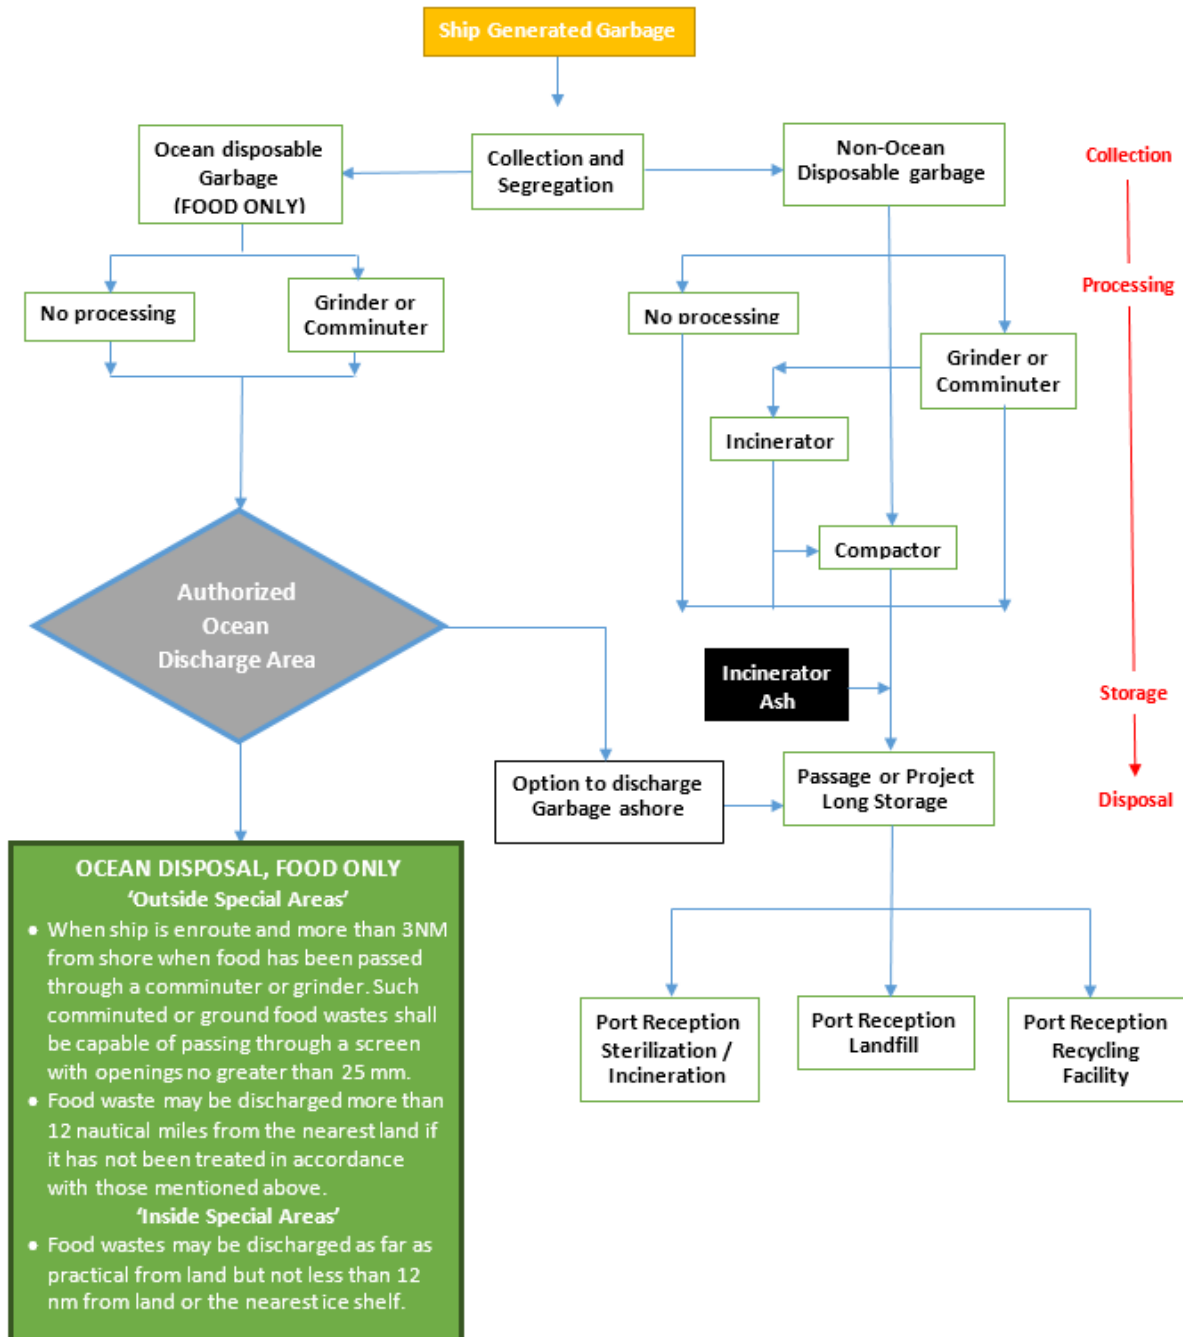 Ship Generated Garbage
Ocean disposable
Garbage
(FOOD ONLY)
Collection and
Segregation
Non-Ocean
Disposable garbage
Collection
No processing
Grinder or
Comminuter
No processing
Processing
Grinder or
Comminuter
Incinerator
Compactor
Authorized
Ocean
Discharge Area
Incinerator
Ash
Storage
Option to discharge
Garbage ashore
Passage or Project
Long Storage
Disposal
OCEAN DISPOSAL, FOOD ONLY
‘Outside Special Areas’
• When ship is enroute and more than 3NM
from shore when food has been passed
through a comminuter or grinder. Such
comminuted or ground food wastes shall
be capable of passing through a screen
with openings no greater than 25 mm.
• Food waste may be discharged more than
12 nautical miles from the nearest land if
it has not been treated in accordance
with those mentioned above.
‘Inside Special Areas’
• Food wastes may be discharged as far as
practical from land but not less than 12
nm from land or the nearest ice shelf.
Port Reception
Sterilization /
Incineration
Port Reception
Landfill
Port Reception
Recycling
Facility